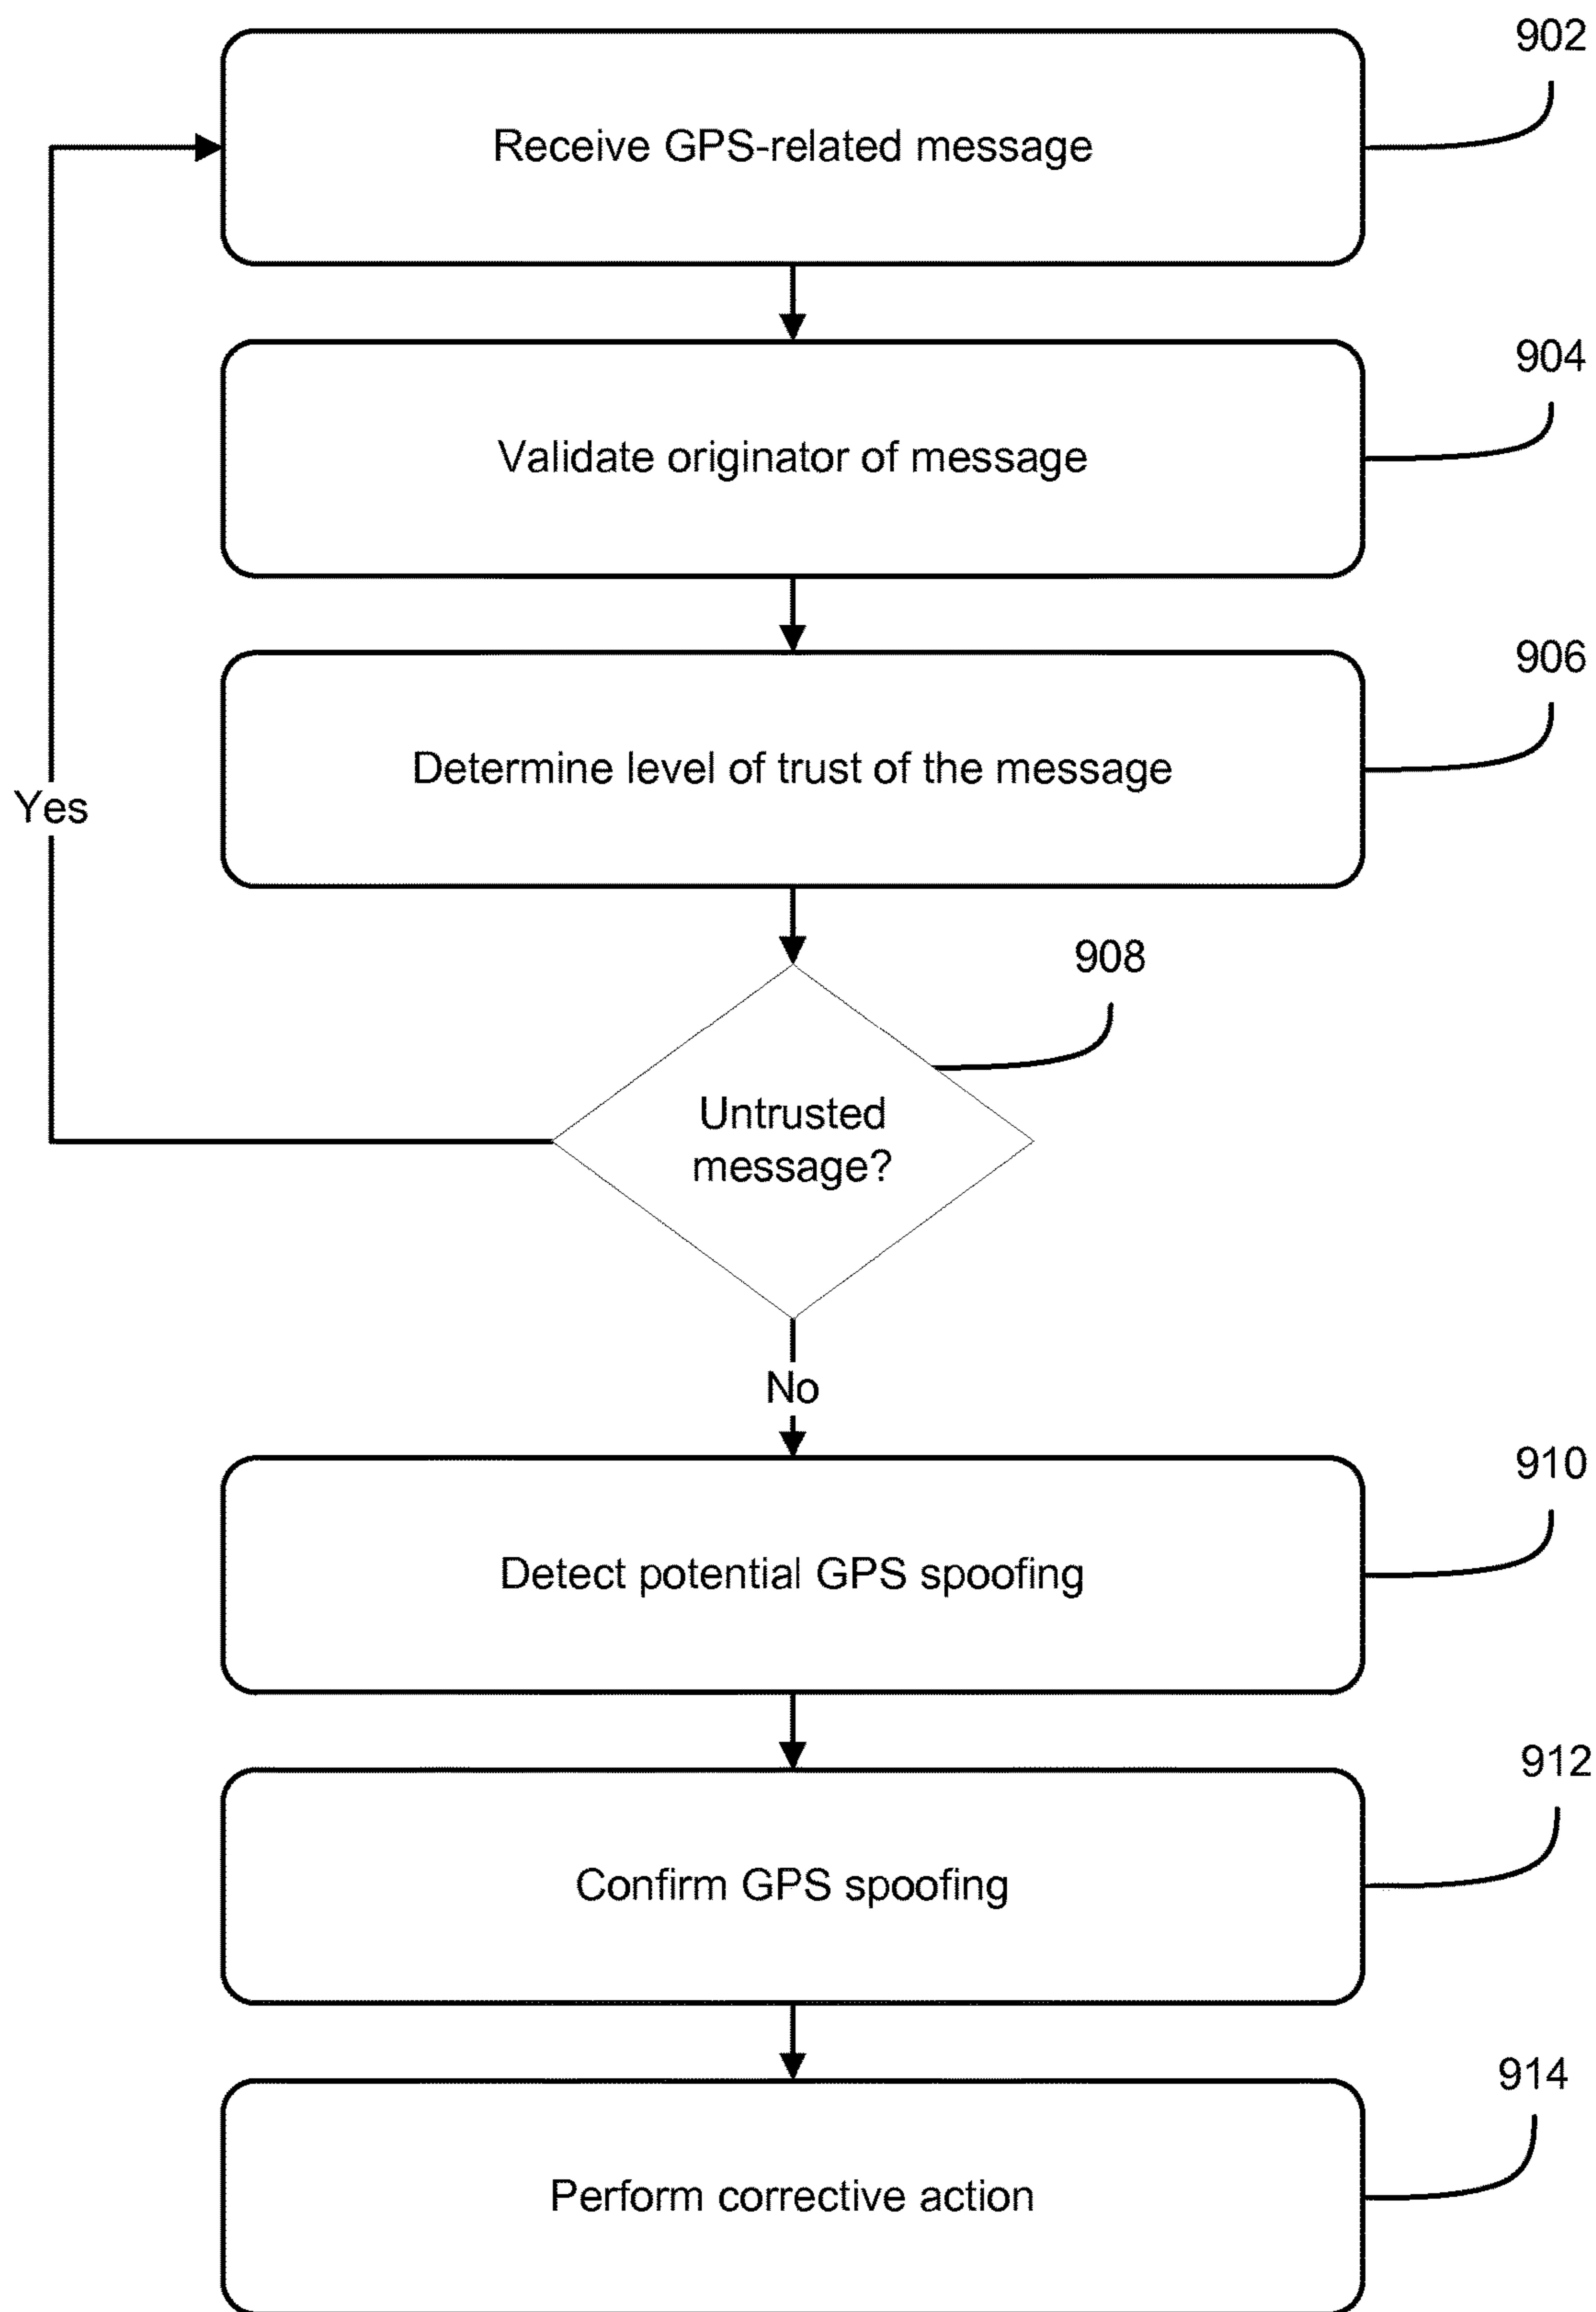 902
Receive GPS-related message
904
Validate originator of message
906
Determine level of trust of the message
Yes
908
Untrusted
message?
No
910
Detect potential GPS spoofing
912
Confirm GPS spoofing
914
Perform corrective action